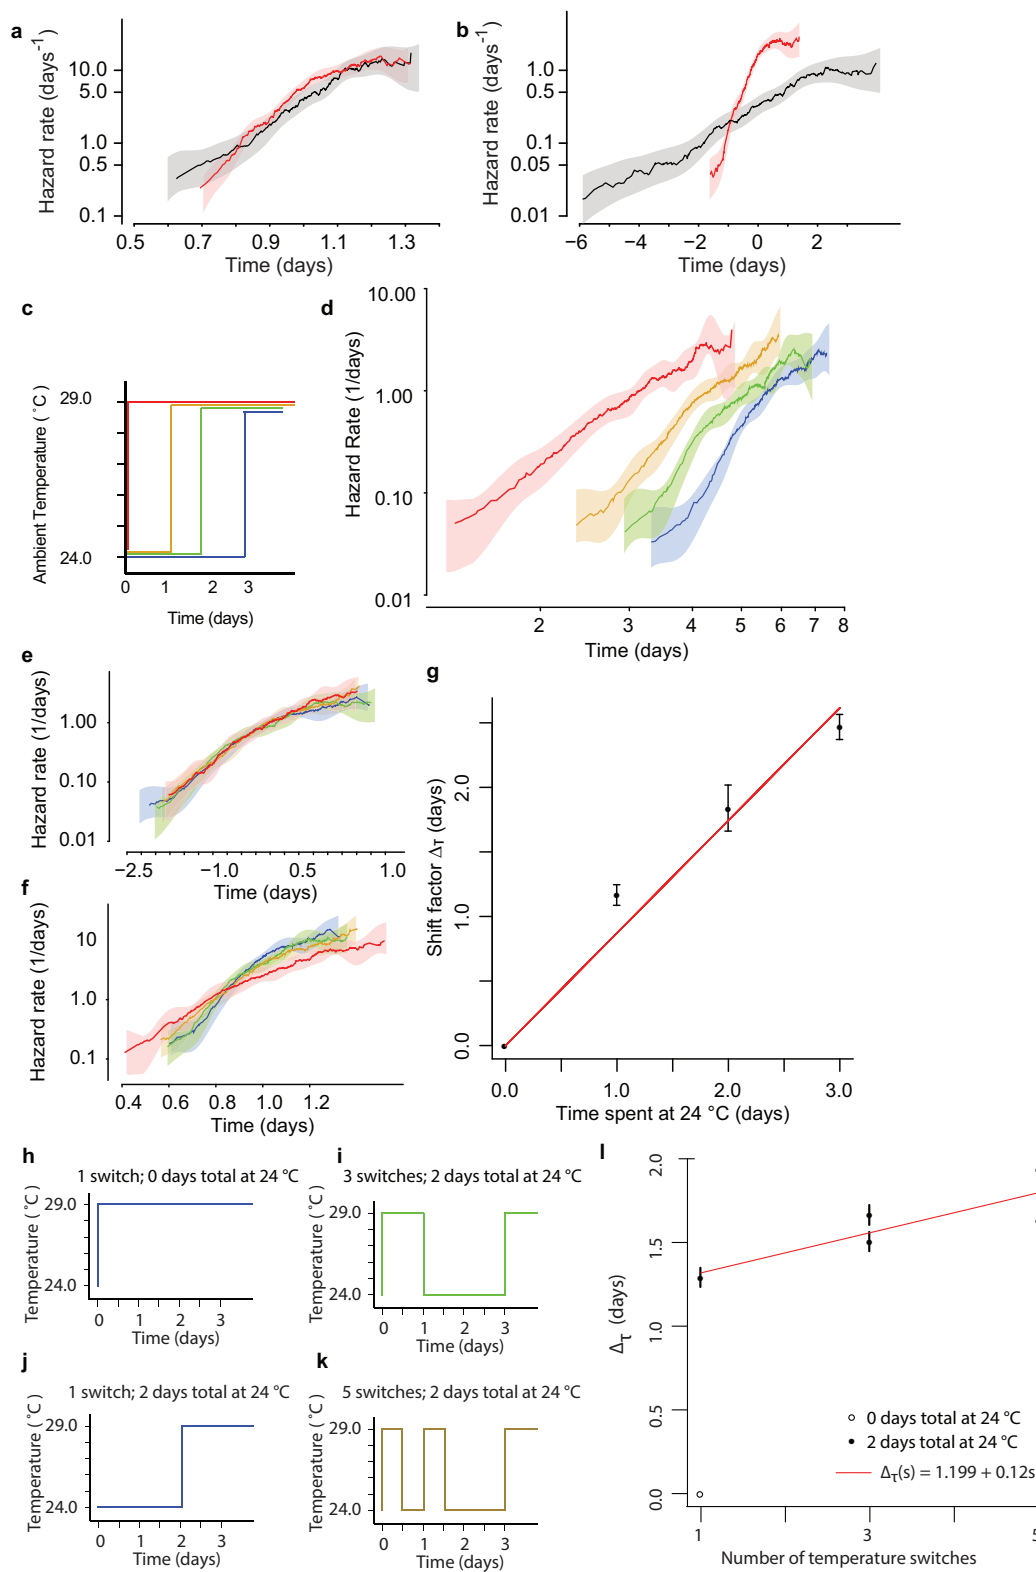 a
Hazard rate (days-1)
10.0
5.0
1.0
0.5
0.1
0.5 0.7 0.9 1.1 1.3
Time (days)
b
Hazard rate (days-1)
1.0
0.5
0.1
0.05
0.01
−6 −4 −2 0 2
Time (days)
c
Ambient Temperature ( °C)
29.0
24.0
0 1 2 3
Time (days)
d
Hazard Rate (1/days)
10.00
1.00
0.10
0.01
2 3 4 5 6 7 8
Time (days)
e
Hazard rate (1/days)
1.00
0.10
0.01
−2.5 −1.0 0.5 1.0
Time (days)
f
Hazard rate (1/days)
10
1.0
0.1
0.4 0.6 0.8 1.0 1.2
Time (days)
g
Shift factor Δτ (days)
2.0
1.0
0.0
0.0 1.0 2.0 3.0
Time spent at 24 °C (days)
h
1 switch; 0 days total at 24 °C
Temperature ( °C)
29.0
24.0
0 1 2 3
Time (days)
i
3 switches; 2 days total at 24 °C
Temperature ( °C)
29.0
24.0
0 1 2 3
Time (days)
j
1 switch; 2 days total at 24 °C
Temperature ( °C)
29.0
24.0
0 1 2 3
Time (days)
k
5 switches; 2 days total at 24 °C
Temperature ( °C)
29.0
24.0
0 1 2 3
Time (days)
l
Δτ (days)
2.0
1.5
1.0
0.5
0.0
0 days total at 24 °C
2 days total at 24 °C
Δτ(s) = 1.199 + 0.12s
1 3 5
Number of temperature switches